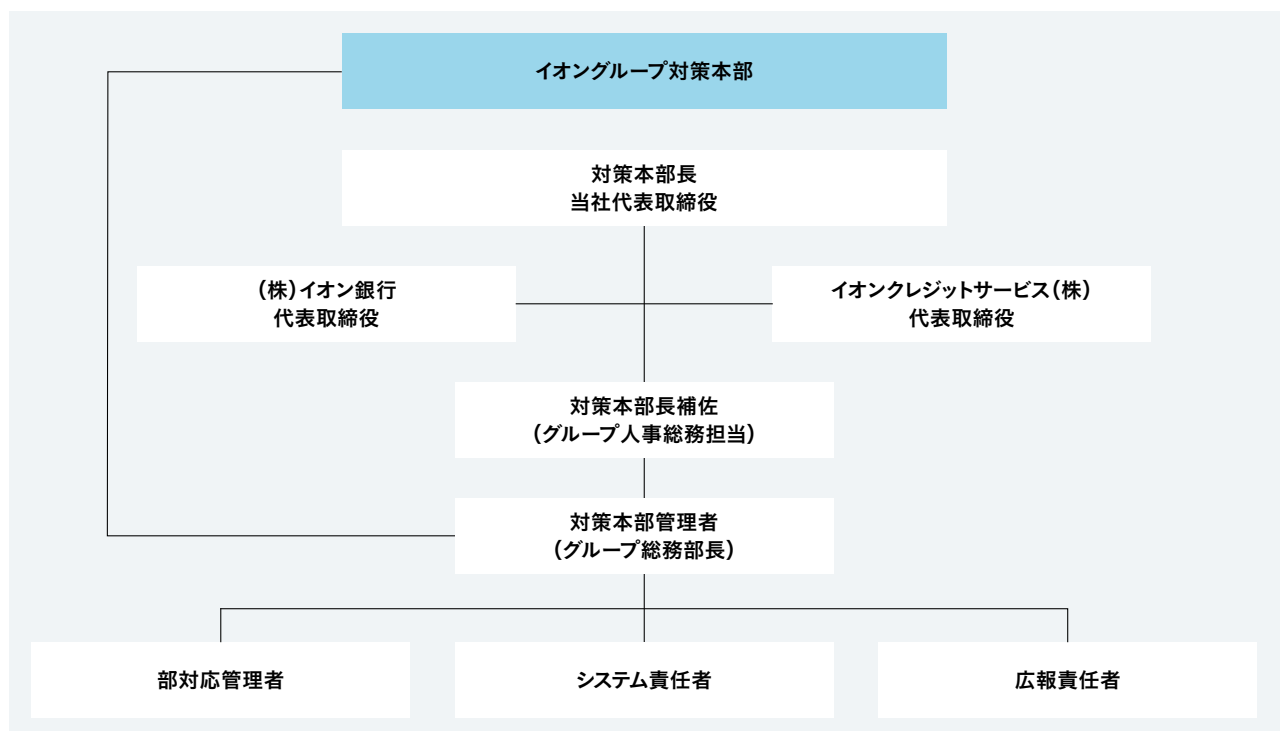 イオングループ対策本部
対策本部長
当社代表取締役
(株)イオン銀行
代表取締役
イオンクレジットサービス(株)
代表取締役
対策本部長補佐
(グループ人事総務担当)
対策本部管理者
(グループ総務部長)
部対応管理者
システム責任者
広報責任者